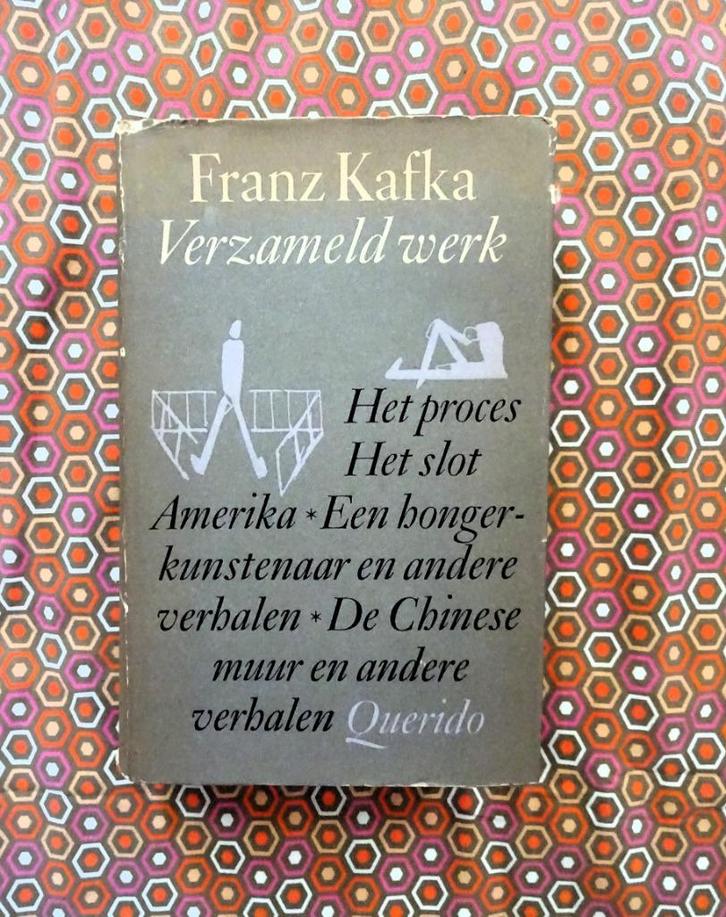 Franz Kafka
Verzameld werk
Het proces
Het slot
Amerika * Een honger-
kunstenaar en andere
verhalen * De Chinese
muur en andere
verhalen Querido